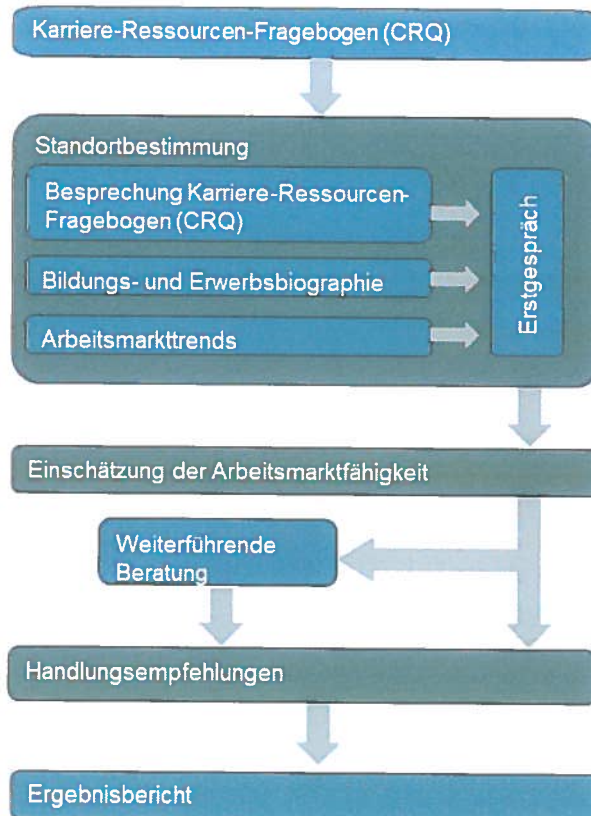 Karriere-Ressourcen-Fragebogen (CRQ)
Standortbestimmung
Besprechung Karriere-Ressourcen-
Fragebogen (CRQ)
Bildungs- und Erwerbsbiographie
Arbeitsmarkttrends
Erstgespräch
Einschätzung der Arbeitsmarktfähigkeit
Weiterführende
Beratung
Handlungsempfehlungen
Ergebnisbericht